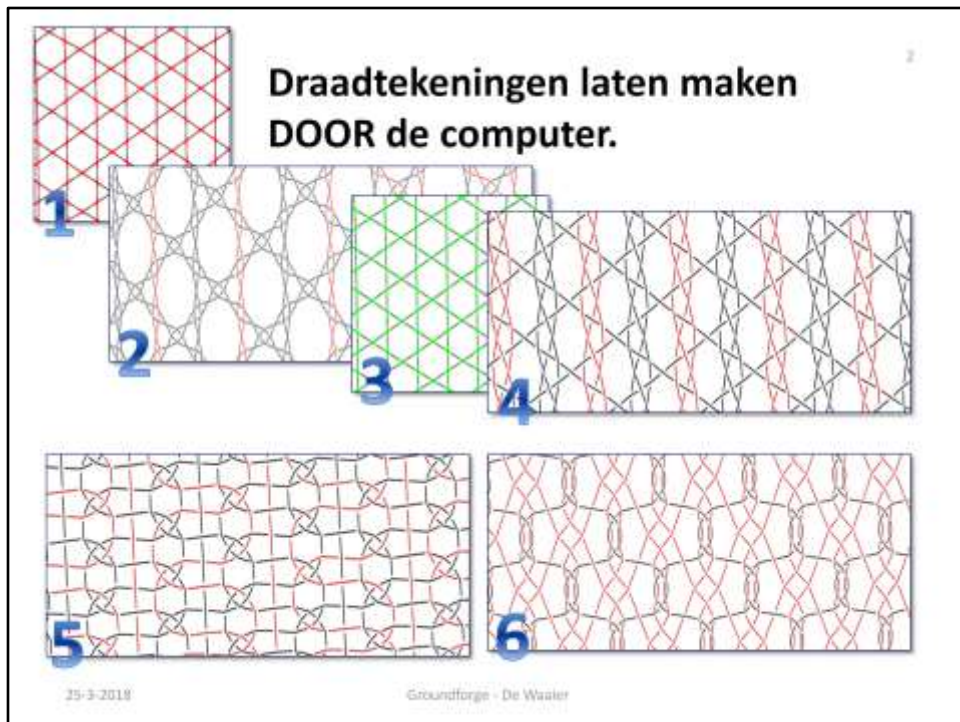 2
Draadtekeningen laten maken
DOOR de computer.
1
2
3
4
5
6
25-3-2018
Groundforge - De Waaier